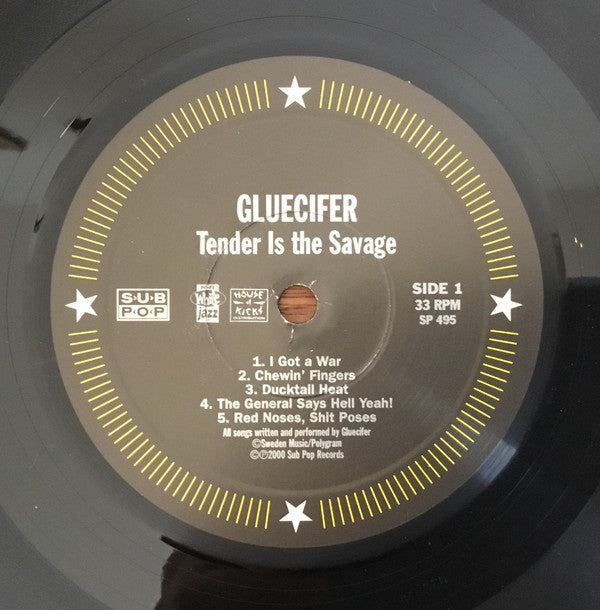 GLUECIFER
Tender Is the Savage
SUB
POP
White
jazz
HOUSE
of
KICKS
DISTRIBUTION
SIDE 1
33 RPM
SP 495
1. I Got a War
2. Chewin' Fingers
3. Ducktail Heat
4. The General Says Hell Yeah!
5. Red Noses, Shit Poses
All songs written and performed by Gluecifer
©Sweden Music/Polygram
©℗2000 Sub Pop Records